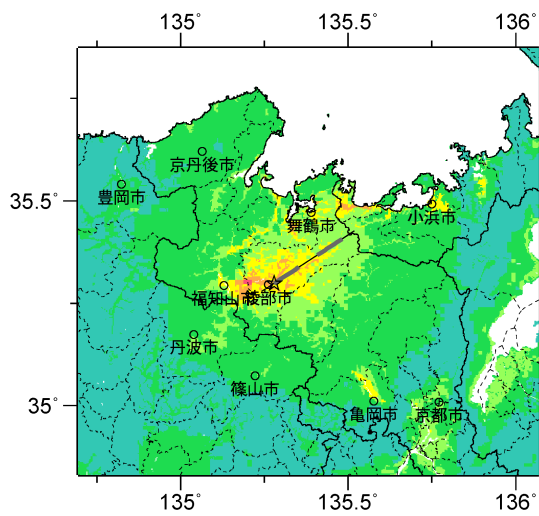 135° 135.5° 136°
京丹後市
豊岡市
35.5°
舞鶴市
小浜市
福知山市
綾部市
丹波市
篠山市
35°
亀岡市
京都市
135° 135.5° 136°